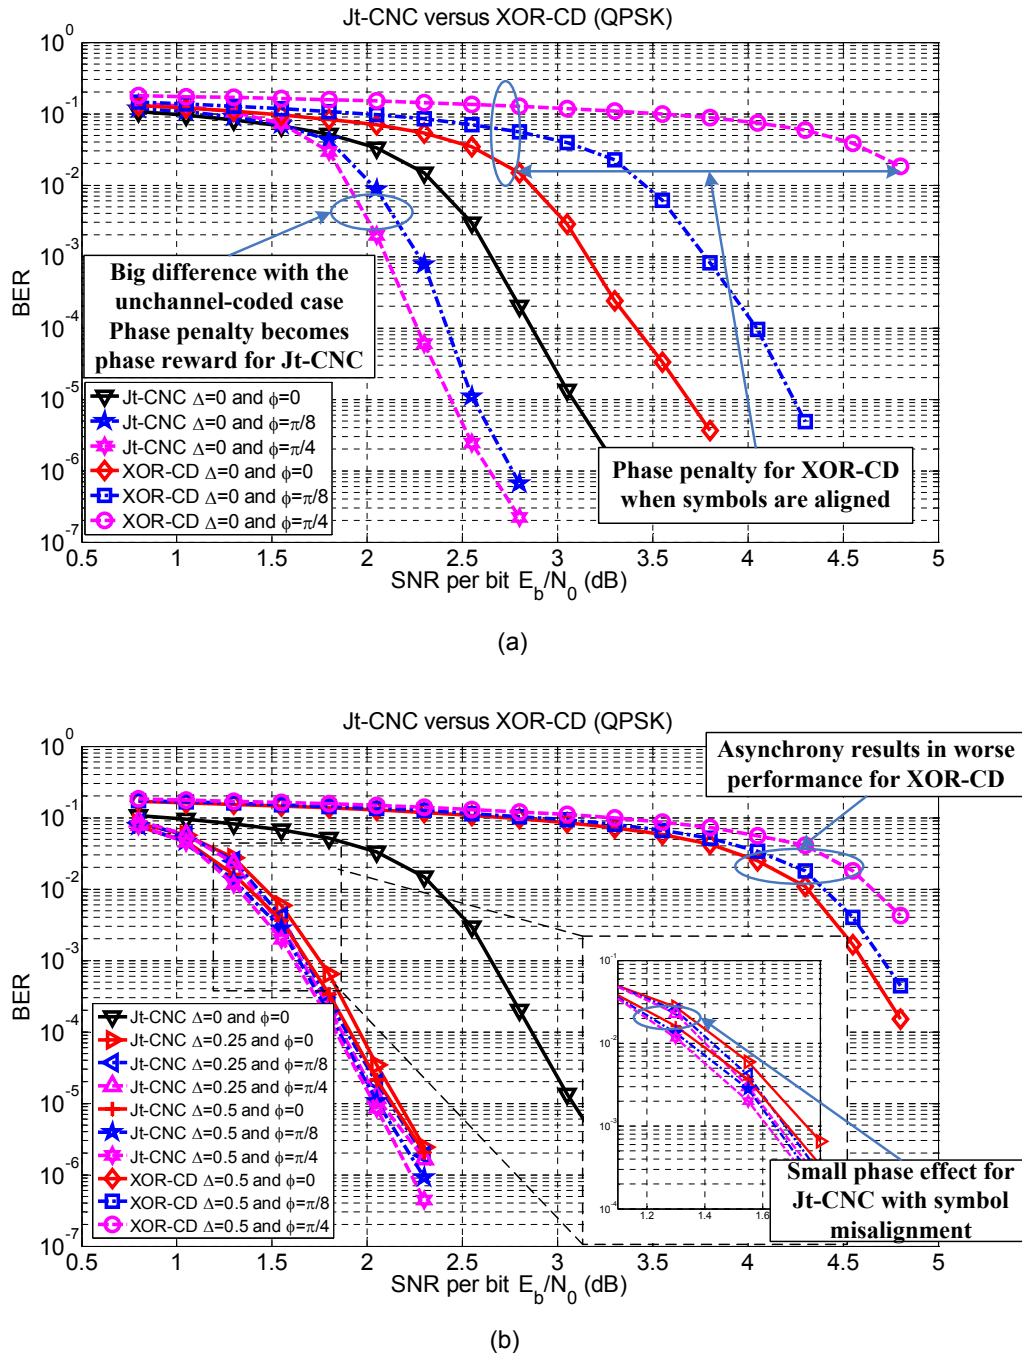 Jt-CNC versus XOR-CD (QPSK)
10^0
10^-1
10^-2
10^-3
10^-4
10^-5
10^-6
10^-7
BER
Big difference with the
unchannel-coded case
Phase penalty becomes
phase reward for Jt-CNC
Jt-CNC Δ=0 and ϕ=0
Jt-CNC Δ=0 and ϕ=π/8
Jt-CNC Δ=0 and ϕ=π/4
XOR-CD Δ=0 and ϕ=0
XOR-CD Δ=0 and ϕ=π/8
XOR-CD Δ=0 and ϕ=π/4
Phase penalty for XOR-CD
when symbols are aligned
0.5 1 1.5 2 2.5 3 3.5 4 4.5 5
SNR per bit E_b/N_0 (dB)
(a)
Jt-CNC versus XOR-CD (QPSK)
Asynchrony results in worse
performance for XOR-CD
10^0
10^-1
10^-2
10^-3
10^-4
10^-5
10^-6
10^-7
BER
Jt-CNC Δ=0 and ϕ=0
Jt-CNC Δ=0.25 and ϕ=0
Jt-CNC Δ=0.25 and ϕ=π/8
Jt-CNC Δ=0.25 and ϕ=π/4
Jt-CNC Δ=0.5 and ϕ=0
Jt-CNC Δ=0.5 and ϕ=π/8
Jt-CNC Δ=0.5 and ϕ=π/4
XOR-CD Δ=0.5 and ϕ=0
XOR-CD Δ=0.5 and ϕ=π/8
XOR-CD Δ=0.5 and ϕ=π/4
10^-1
10^-2
10^-3
10^-4
1.2 1.4 1.6
Small phase effect for
Jt-CNC with symbol
misalignment
0.5 1 1.5 2 2.5 3 3.5 4 4.5 5
SNR per bit E_b/N_0 (dB)
(b)